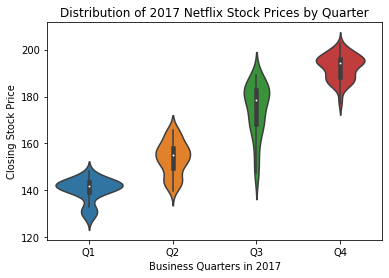 Distribution of 2017 Netflix Stock Prices by Quarter
200
180
160
140
120
Closing Stock Price
Q1 Q2 Q3 Q4
Business Quarters in 2017